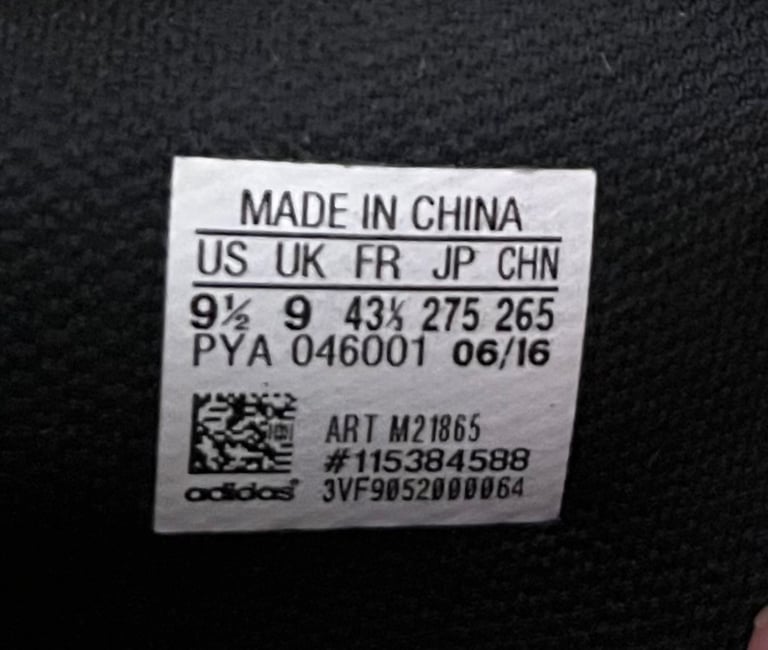 MADE IN CHINA
US UK FR JP CHN
9½ 9 43⅓ 275 265
PYA 046001 06/16
ART M21865
#115384588
adidas 3VF9052000064